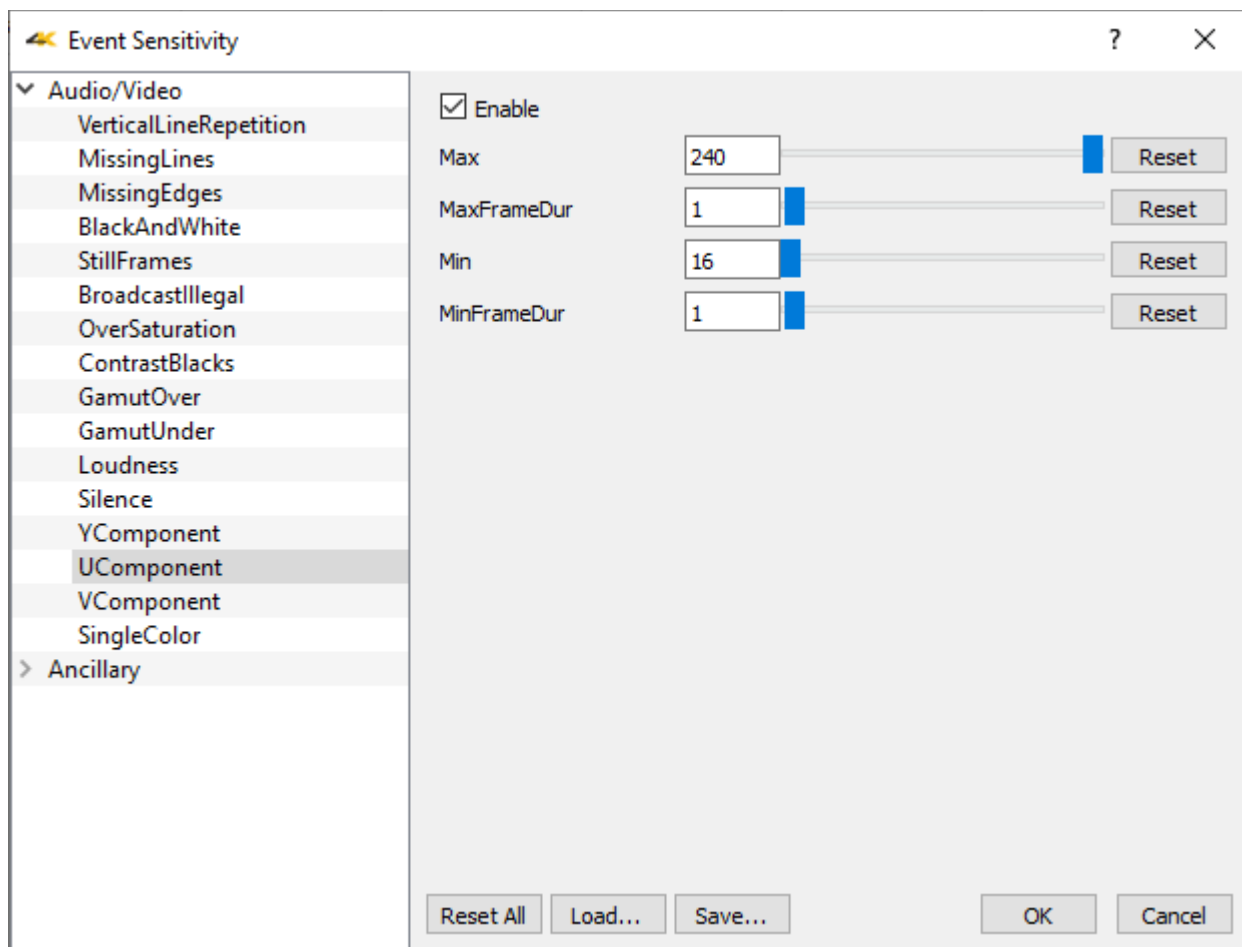 4K Event Sensitivity
?
Audio/Video
VerticalLineRepetition
MissingLines
MissingEdges
BlackAndWhite
StillFrames
BroadcastIllegal
OverSaturation
ContrastBlacks
GamutOver
GamutUnder
Loudness
Silence
YComponent
UComponent
VComponent
SingleColor
Ancillary
Enable
Max 240 Reset
MaxFrameDur 1 Reset
Min 16 Reset
MinFrameDur 1 Reset
Reset All Load... Save... OK Cancel